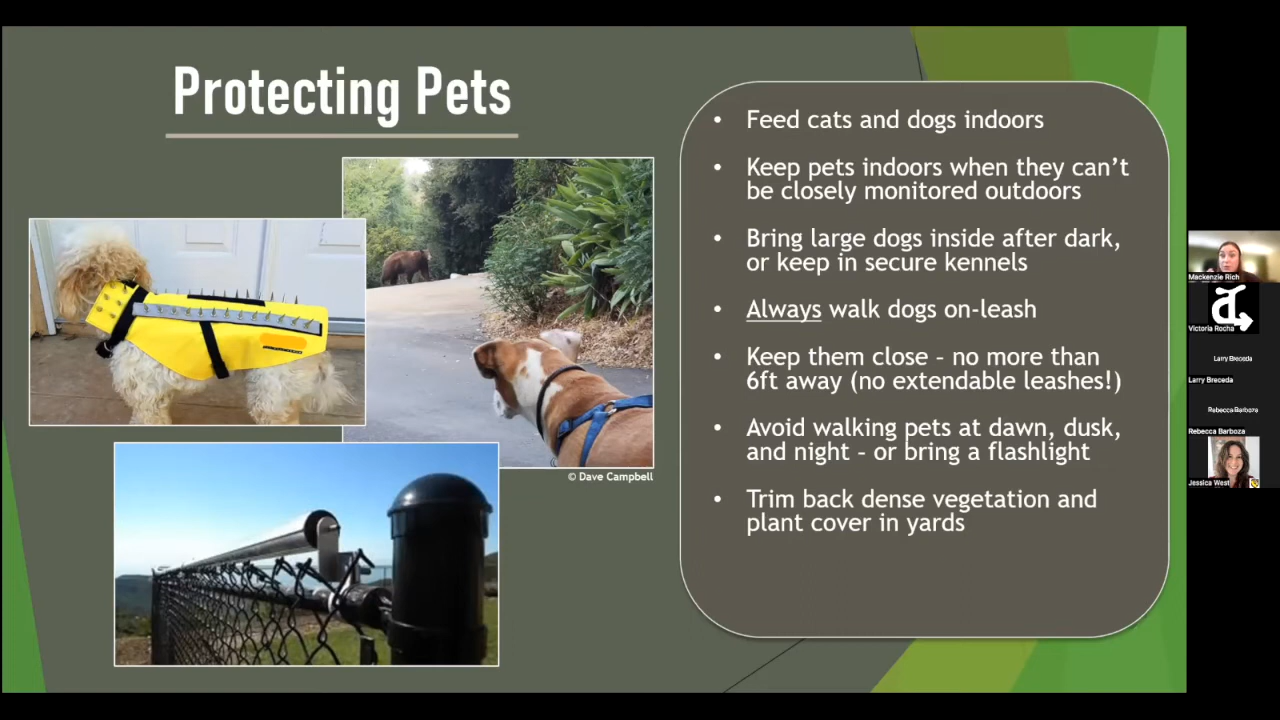 Protecting Pets
© Dave Campbell
• Feed cats and dogs indoors
• Keep pets indoors when they can’t
be closely monitored outdoors
• Bring large dogs inside after dark,
or keep in secure kennels
• Always walk dogs on-leash
• Keep them close – no more than
6ft away (no extendable leashes!)
• Avoid walking pets at dawn, dusk,
and night – or bring a flashlight
• Trim back dense vegetation and
plant cover in yards
Mackenzie Rich
Victoria Rocha
Larry Breceda
Larry Breceda
Rebecca Barboza
Rebecca Barboza
Jessica West